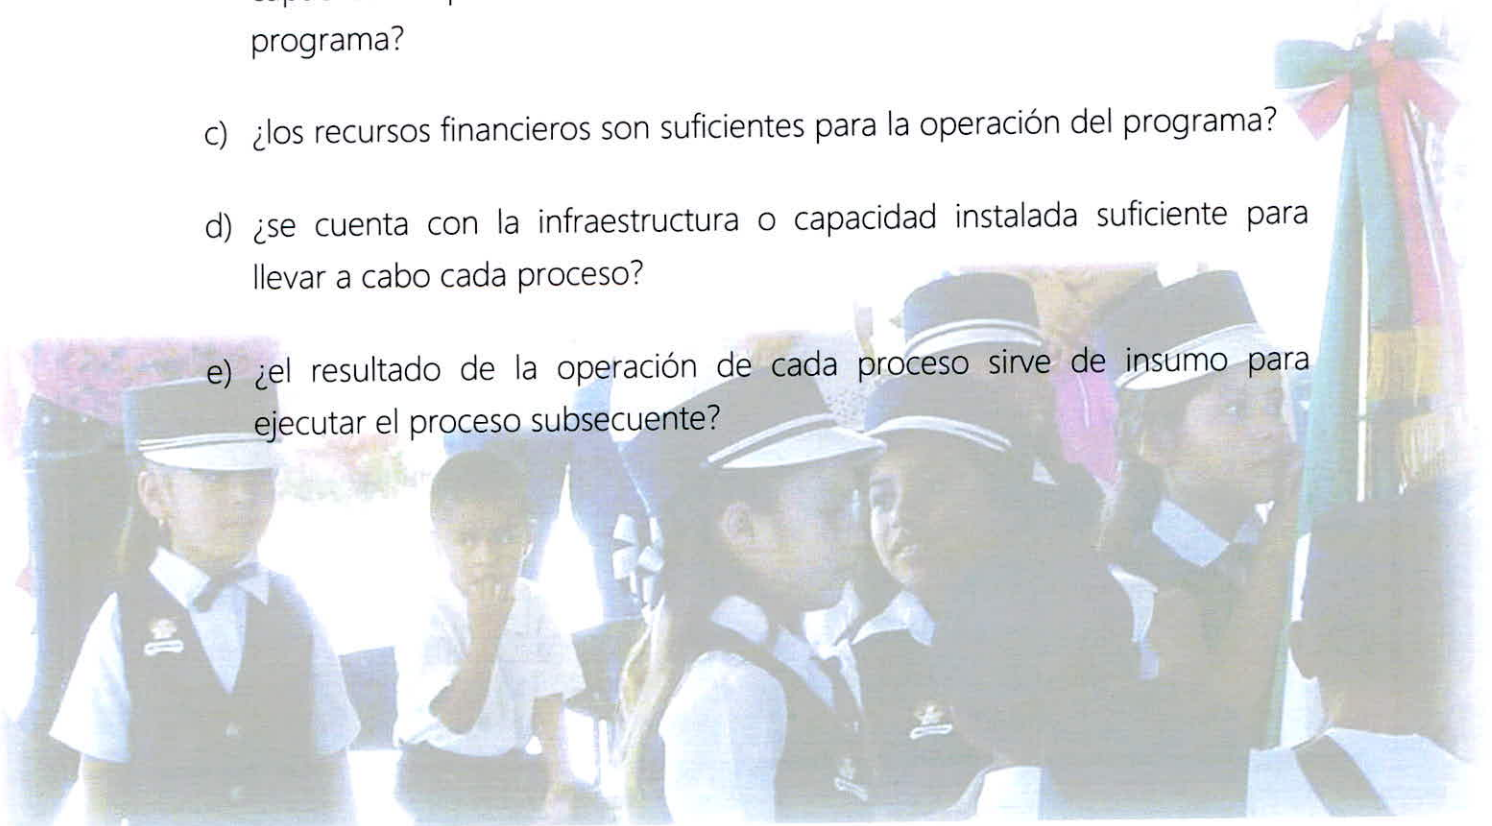 programa?
c) ¿los recursos financieros son suficientes para la operación del programa?
d) ¿se cuenta con la infraestructura o capacidad instalada suficiente para
llevar a cabo cada proceso?
e) ¿el resultado de la operación de cada proceso sirve de insumo para
ejecutar el proceso subsecuente?